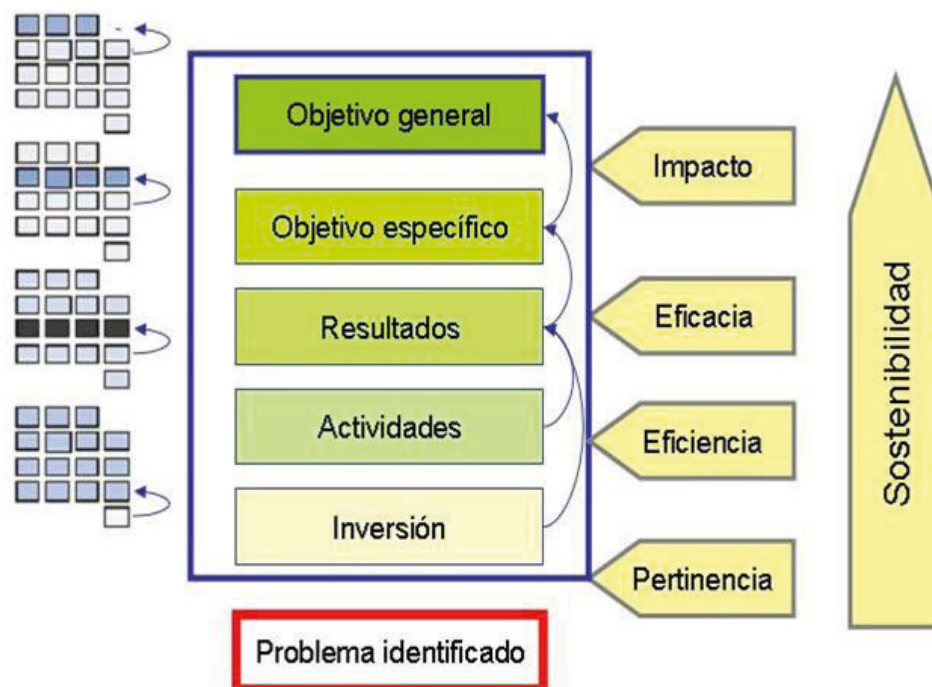 Objetivo general
Objetivo específico
Resultados
Actividades
Inversión
Problema identificado
Impacto
Eficacia
Eficiencia
Pertinencia
Sostenibilidad